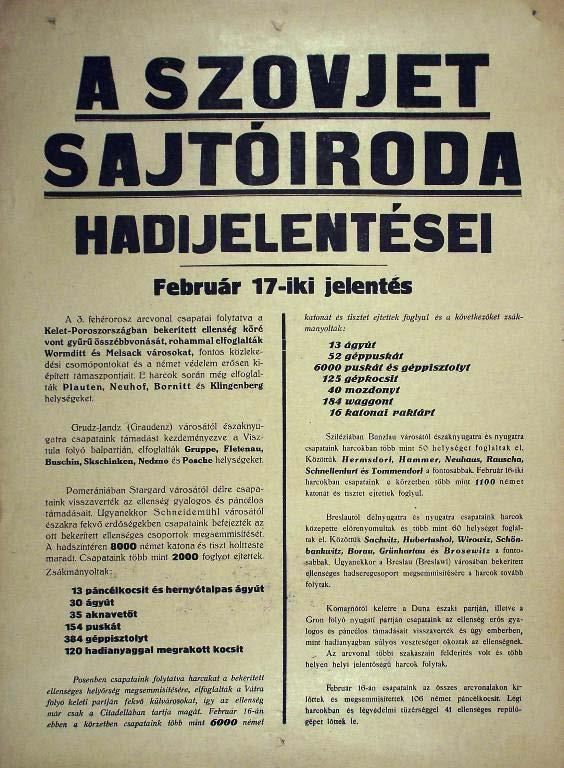 A SZOVJET
SAJTÓIRODA
HADIJELENTÉSEI
Február 17-iki jelentés
A 3. fehérorosz arcvonal csapatai folytatva a
Kelet-Poroszországban bekerített ellenség köré
vont gyűrű összébbvonását, rohammal elfoglalták
Wormditt és Melsack városokat, fontos közleke-
dési csomópontokat és a német védelem erősen ki-
épített támaszpontjait. E harcok során még elfoglal-
ták Plauten, Neuhof, Bornitt és Klingenberg
helységeket.
Grudz-Jandz (Graudenz) városától északnyu-
gatra csapataink támadást kezdeményezve a Visz-
tula folyó balpartján, elfoglalták Gruppe, Fletenau,
Buschin, Skschinken, Nedzno és Poache helységeket.
Pomerániában Stargard városától délre csapa-
taink visszaverték az ellenség gyalogos és páncélos
támadásait. Ugyanekkor Schneidemühl városától
északra fekvő erdőségekben csapataink befejezték az
ott bekerített ellenséges csoportok megsemmisítését.
A hadszíntéren 8000 német katona és tiszt holtteste
maradt. Csapataink több mint 2000 foglyot ejtettek.
Zsákmányoltak:
13 páncélkocsit és hernyótalpas ágyút
30 ágyút
35 aknavetőt
154 puskát
384 géppisztolyt
120 hadianyaggal megrakott kocsit
Posenben csapataink folytatva harcukat a bekerített
ellenséges helyőrség megsemmisítésére, elfoglalták a Vátra
folyó keleti partján fekvő külvárosokat, így az ellenség
már csak a Citadellában tartja magát. Február 16-án
ebben a körzetben csapataink több mint 6000 német
katonát és tisztet ejtettek foglyul és a következőket zsák-
mányolták:
13 ágyút
52 géppuskát
6000 puskát és géppisztolyt
125 gépkocsit
40 mozdonyt
184 waggont
16 katonai raktárt
Sziléziában Bunzlau városától északnyugatra és nyugatra
csapataink harcokban több mint 50 helységet foglaltak el.
Közöttük Hermsdorf, Hammer, Neuhaus, Rauscha,
Schnellenfurt és Tommendorf a fontosabbak. Február 16-iki
harcokban csapataink e körzetben több mint 1100 német
katonát és tisztet ejtettek foglyul.
Breslautól délnyugatra és nyugatra csapataink harcok
közepette előrenyomultak és több mint 60 helységet foglal-
tak el. Közöttük Sachwitz, Hubertushof, Wirowiz, Schön-
bankwitz, Borau, Grünhartau és Brosewitz a fonto-
sabbak. Ugyanekkor a Breslau (Breslawl) városában bekerített
ellenséges hadseregcsoport megsemmisítésére a harcok tovább
folytak.
Komarnótól keletre a Duna északi partján, illetve a
Gron folyó nyugati partján csapataink az ellenség erős gya-
logos és páncélos támadásait visszaverték és úgy emberben,
mint hadianyagban súlyos veszteséget okoztak az ellenségnek.
Az arcvonal többi szakaszain felderítés volt és több
helyen helyi jelentőségű harcok folytak.
Február 16-án csapataink az összes arcvonalakon ki-
lőttek és megsemmisítettek 106 német páncélkocsit. Légi
harcokban és légvédelmi tüzérséggel 41 ellenséges repülő-
gépet lőttek le.